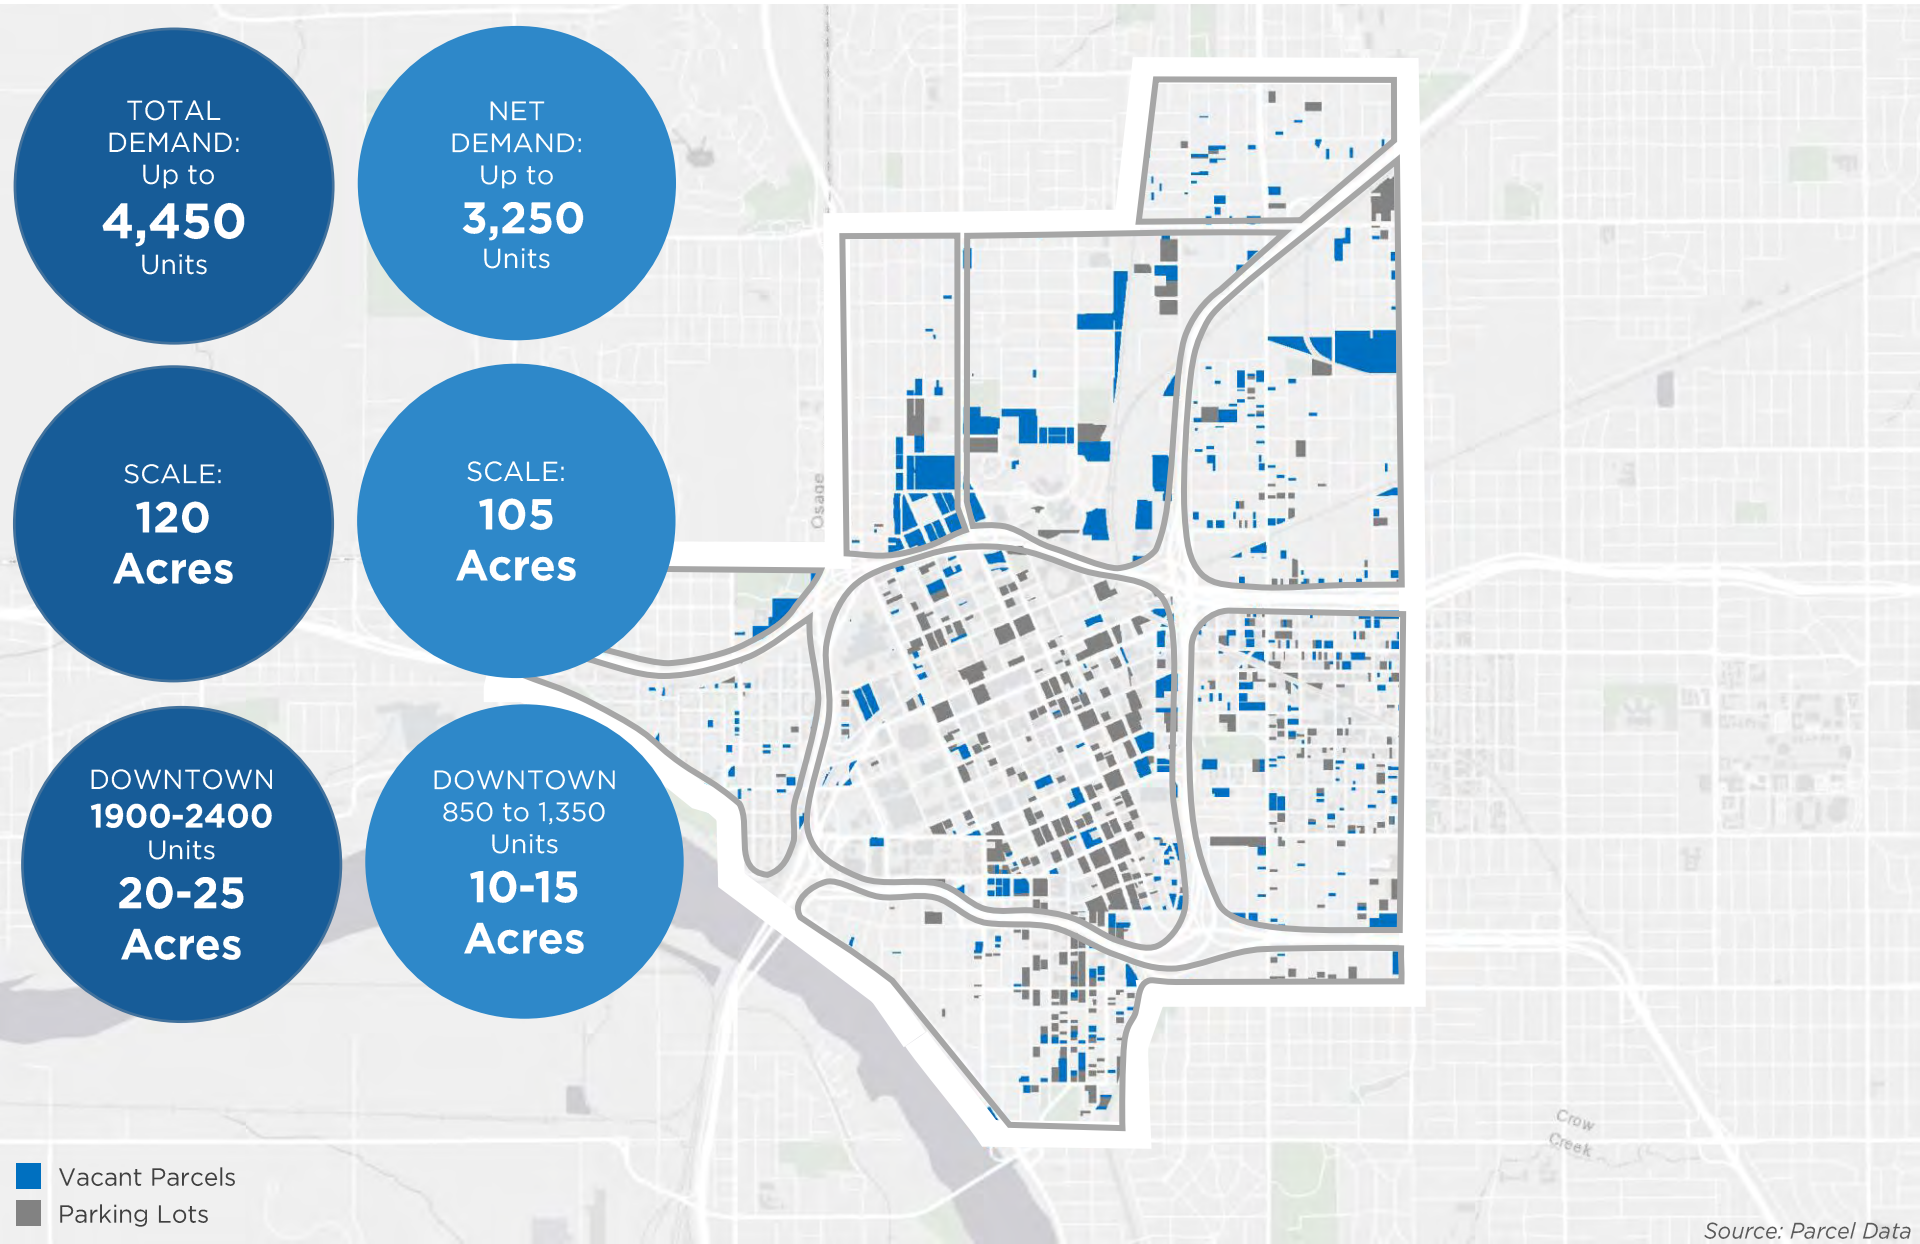 TOTAL
DEMAND:
Up to
4,450
Units
NET
DEMAND:
Up to
3,250
Units
SCALE:
120
Acres
SCALE:
105
Acres
DOWNTOWN
1900-2400
Units
20-25
Acres
DOWNTOWN
850 to 1,350
Units
10-15
Acres
Osage
Crow
Creek
Vacant Parcels
Parking Lots
Source: Parcel Data